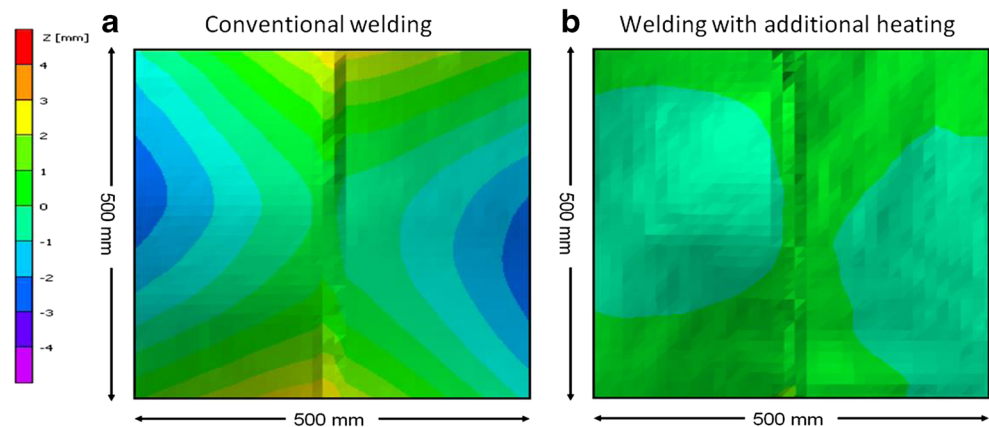 a Conventional welding
b Welding with additional heating
Z [mm]
4
3
2
1
0
-1
-2
-3
-4
500 mm
500 mm
500 mm
500 mm